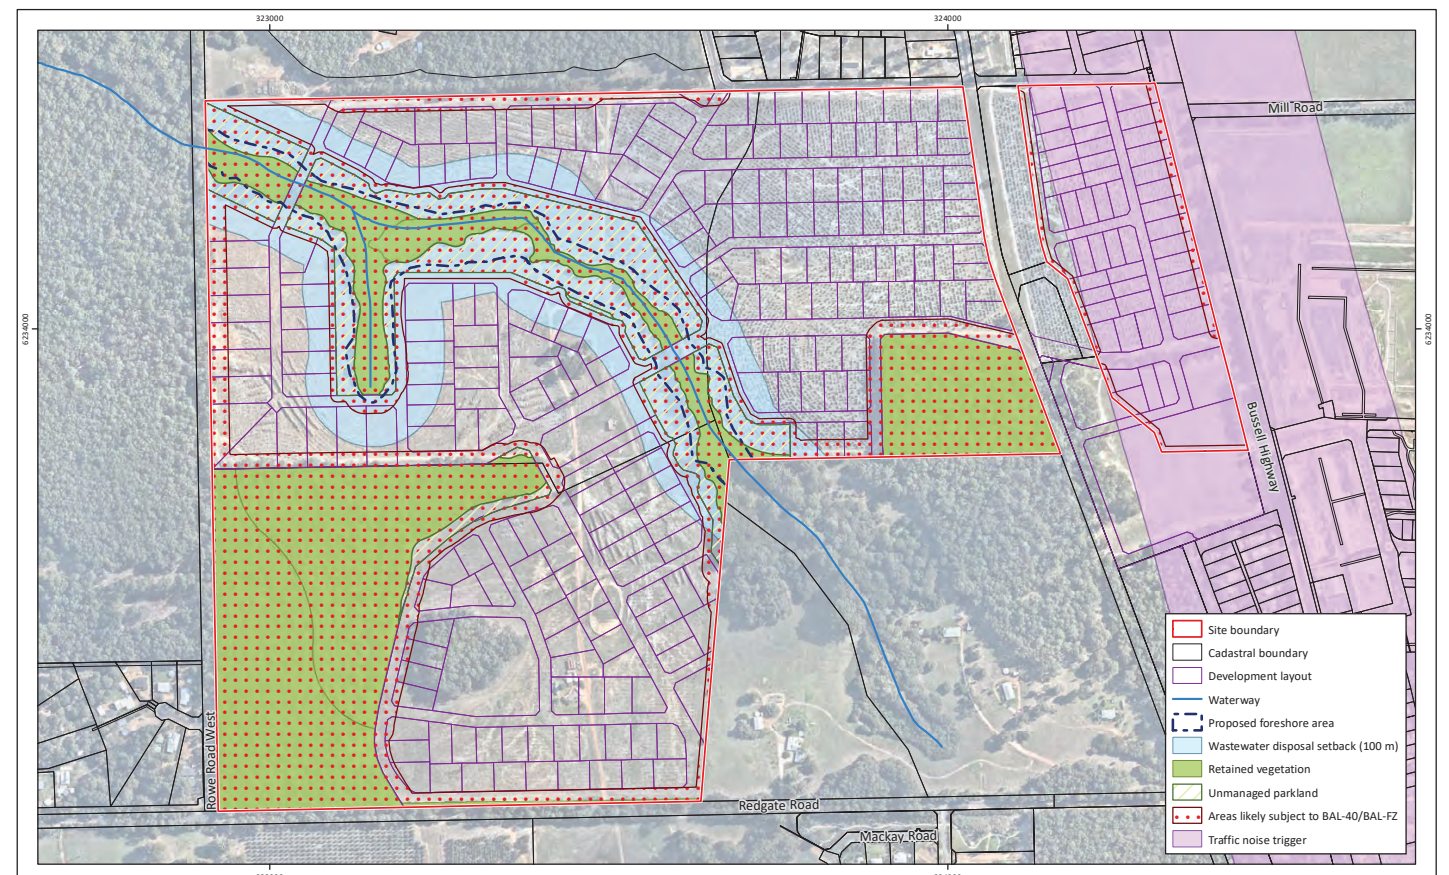 323000
324000
Mill Road
6234000
6234000
Bussell Highway
Rowe Road West
Redgate Road
Mackay Road
Site boundary
Cadastral boundary
Development layout
Waterway
Proposed foreshore area
Wastewater disposal setback (100 m)
Retained vegetation
Unmanaged parkland
Areas likely subject to BAL-40/BAL-FZ
Traffic noise trigger